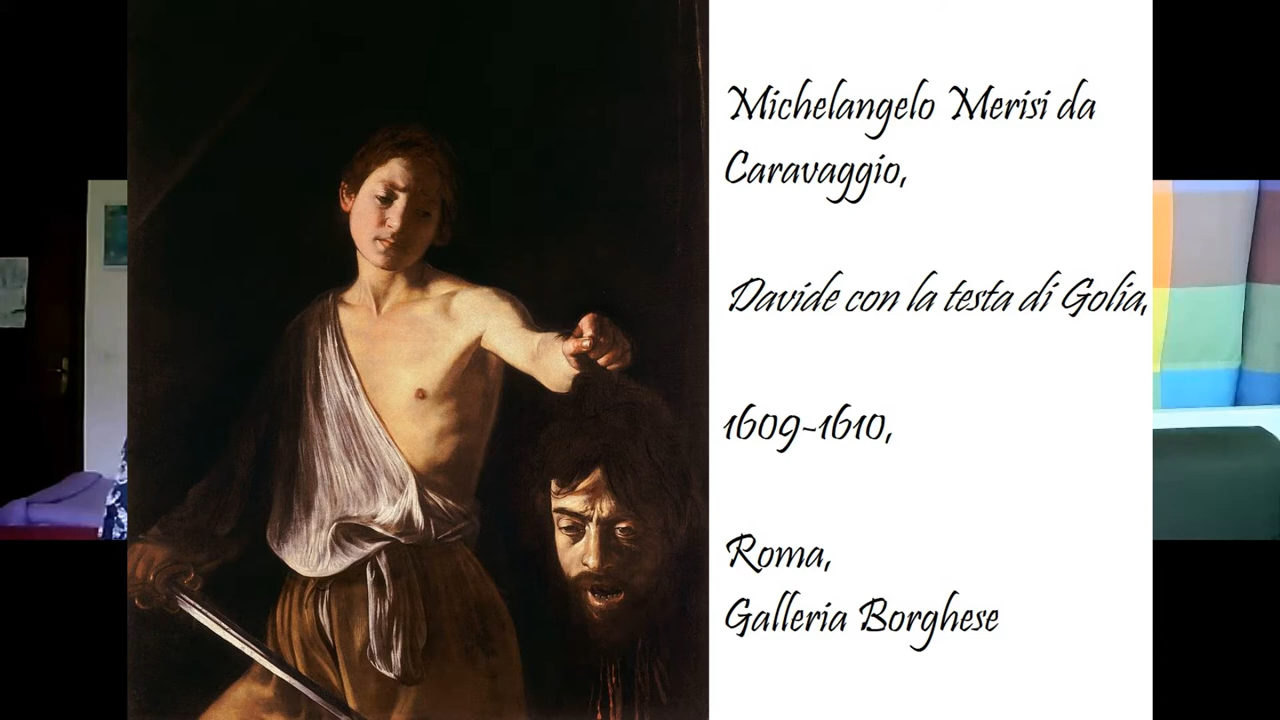 Michelangelo Merisi da
Caravaggio,
Davide con la testa di Golia,
1609-1610,
Roma,
Galleria Borghese